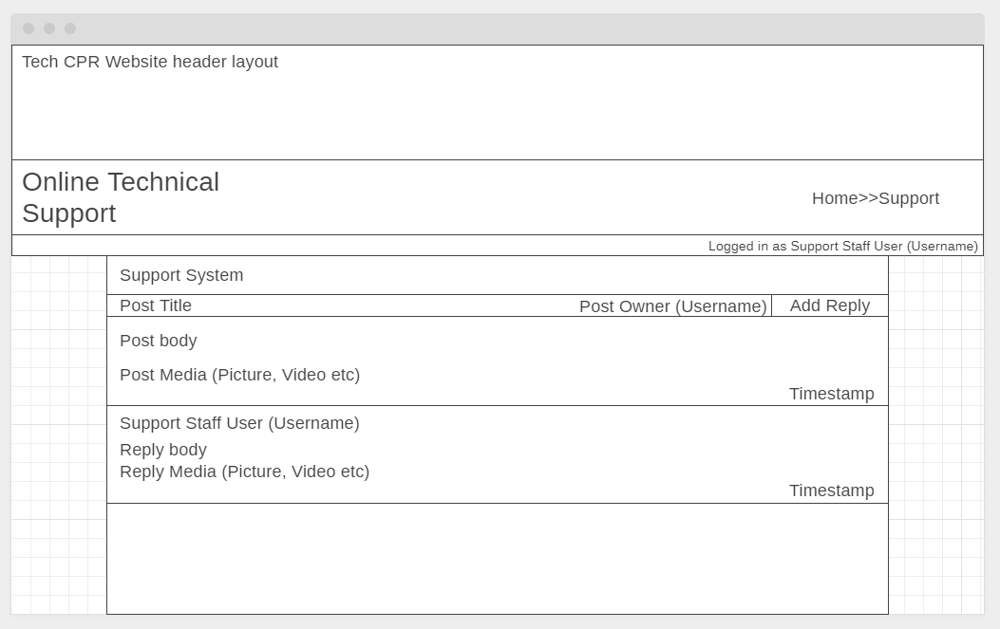 Tech CPR Website header layout
Online Technical
Support
Home>>Support
Logged in as Support Staff User (Username)
Support System
Post Title
Post Owner (Username)
Add Reply
Post body
Post Media (Picture, Video etc)
Timestamp
Support Staff User (Username)
Reply body
Reply Media (Picture, Video etc)
Timestamp